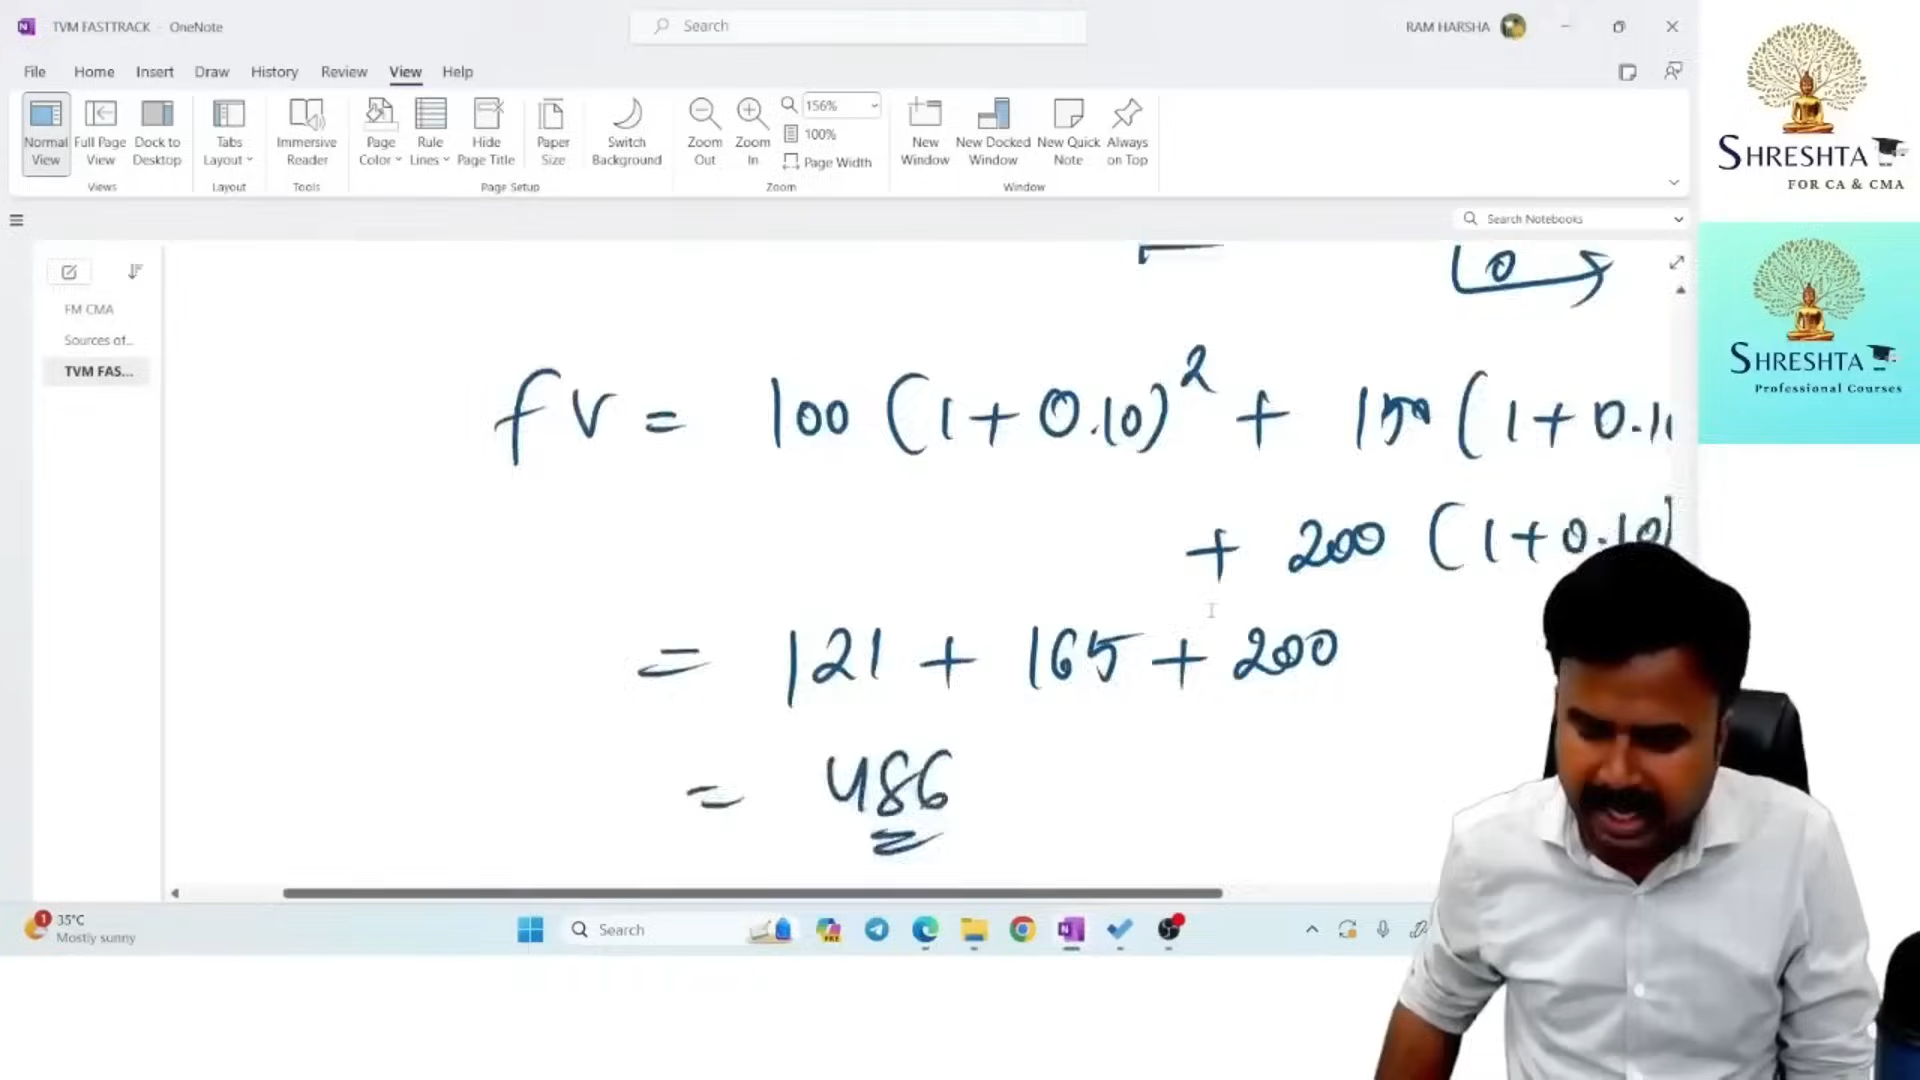 TVM FASTTRACK - OneNote
Search
RAM HARSHA
File Home Insert Draw History Review View Help
Normal View
Full Page View
Dock to Desktop
Views
Tabs Layout
Layout
Immersive Reader
Tools
Page Color
Rule Lines
Hide Page Title
Paper Size
Page Setup
Switch Background
Zoom Out
Zoom In
156%
100%
Page Width
Zoom
New Window
New Docked Window
New Quick Note
Always on Top
Window
Search Notebooks
FM CMA
Sources of...
TVM FAS...
0
fv = 100 (1+0.10)² + 150 (1+0.1
+ 200 (1+0.10)
= 121 + 165 + 200
= 486
SHRESHTA
FOR CA & CMA
SHRESHTA
Professional Courses
1
35°C
Mostly sunny
Search